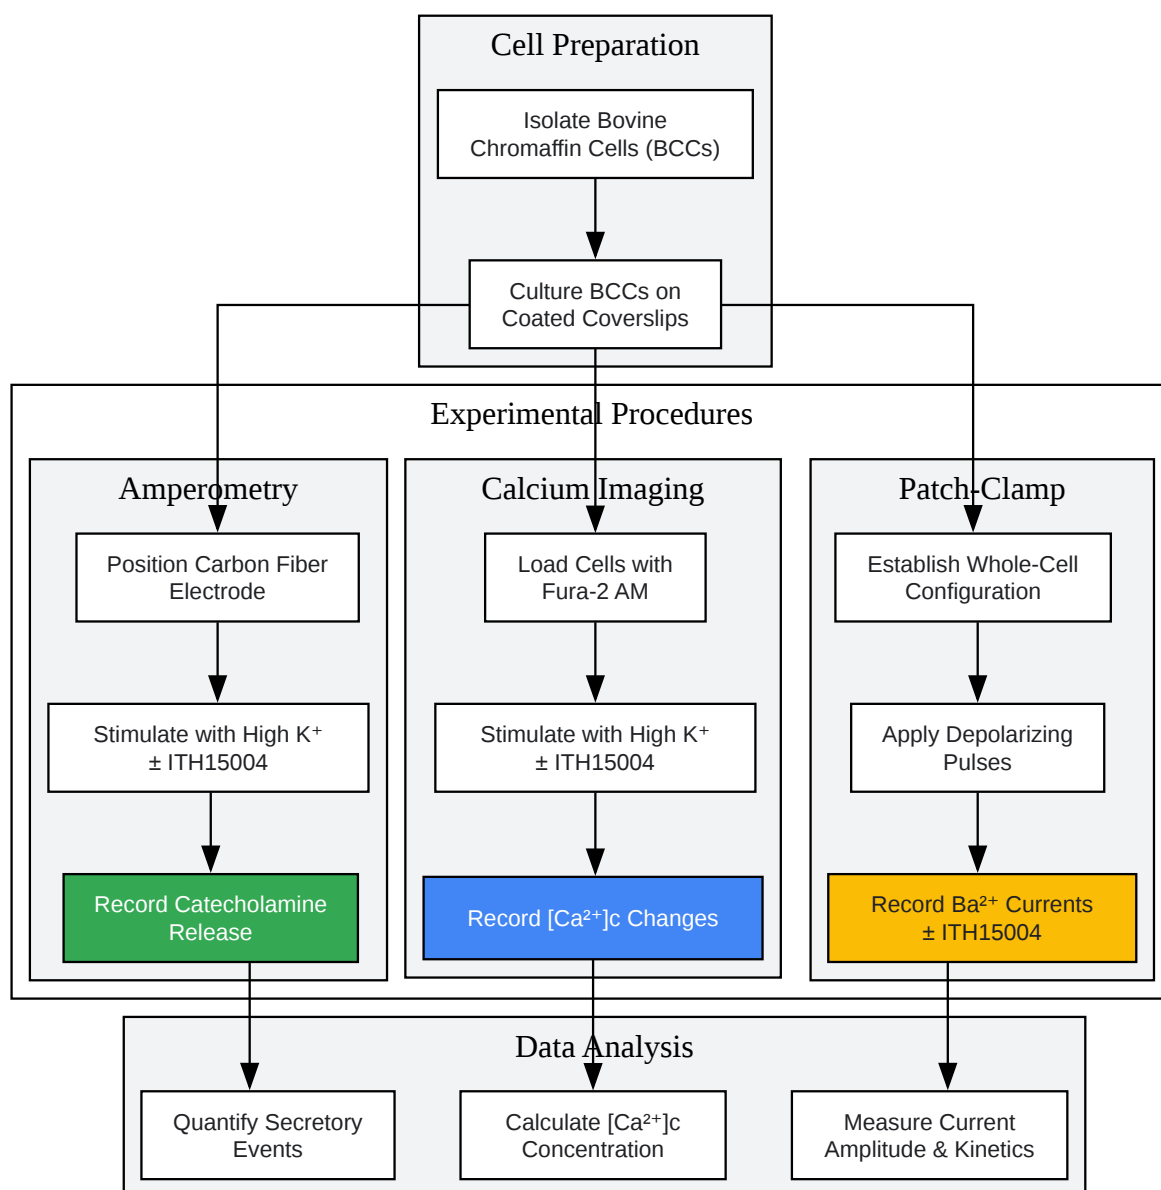 Cell Preparation
Isolate Bovine
Chromaffin Cells (BCCs)
Culture BCCs on
Coated Coverslips
Experimental Procedures
Amperometry
Position Carbon Fiber
Electrode
Stimulate with High K⁺
± ITH15004
Record Catecholamine
Release
Calcium Imaging
Load Cells with
Fura-2 AM
Stimulate with High K⁺
± ITH15004
Record [Ca²⁺]c Changes
Patch-Clamp
Establish Whole-Cell
Configuration
Apply Depolarizing
Pulses
Record Ba²⁺ Currents
± ITH15004
Data Analysis
Quantify Secretory
Events
Calculate [Ca²⁺]c
Concentration
Measure Current
Amplitude & Kinetics